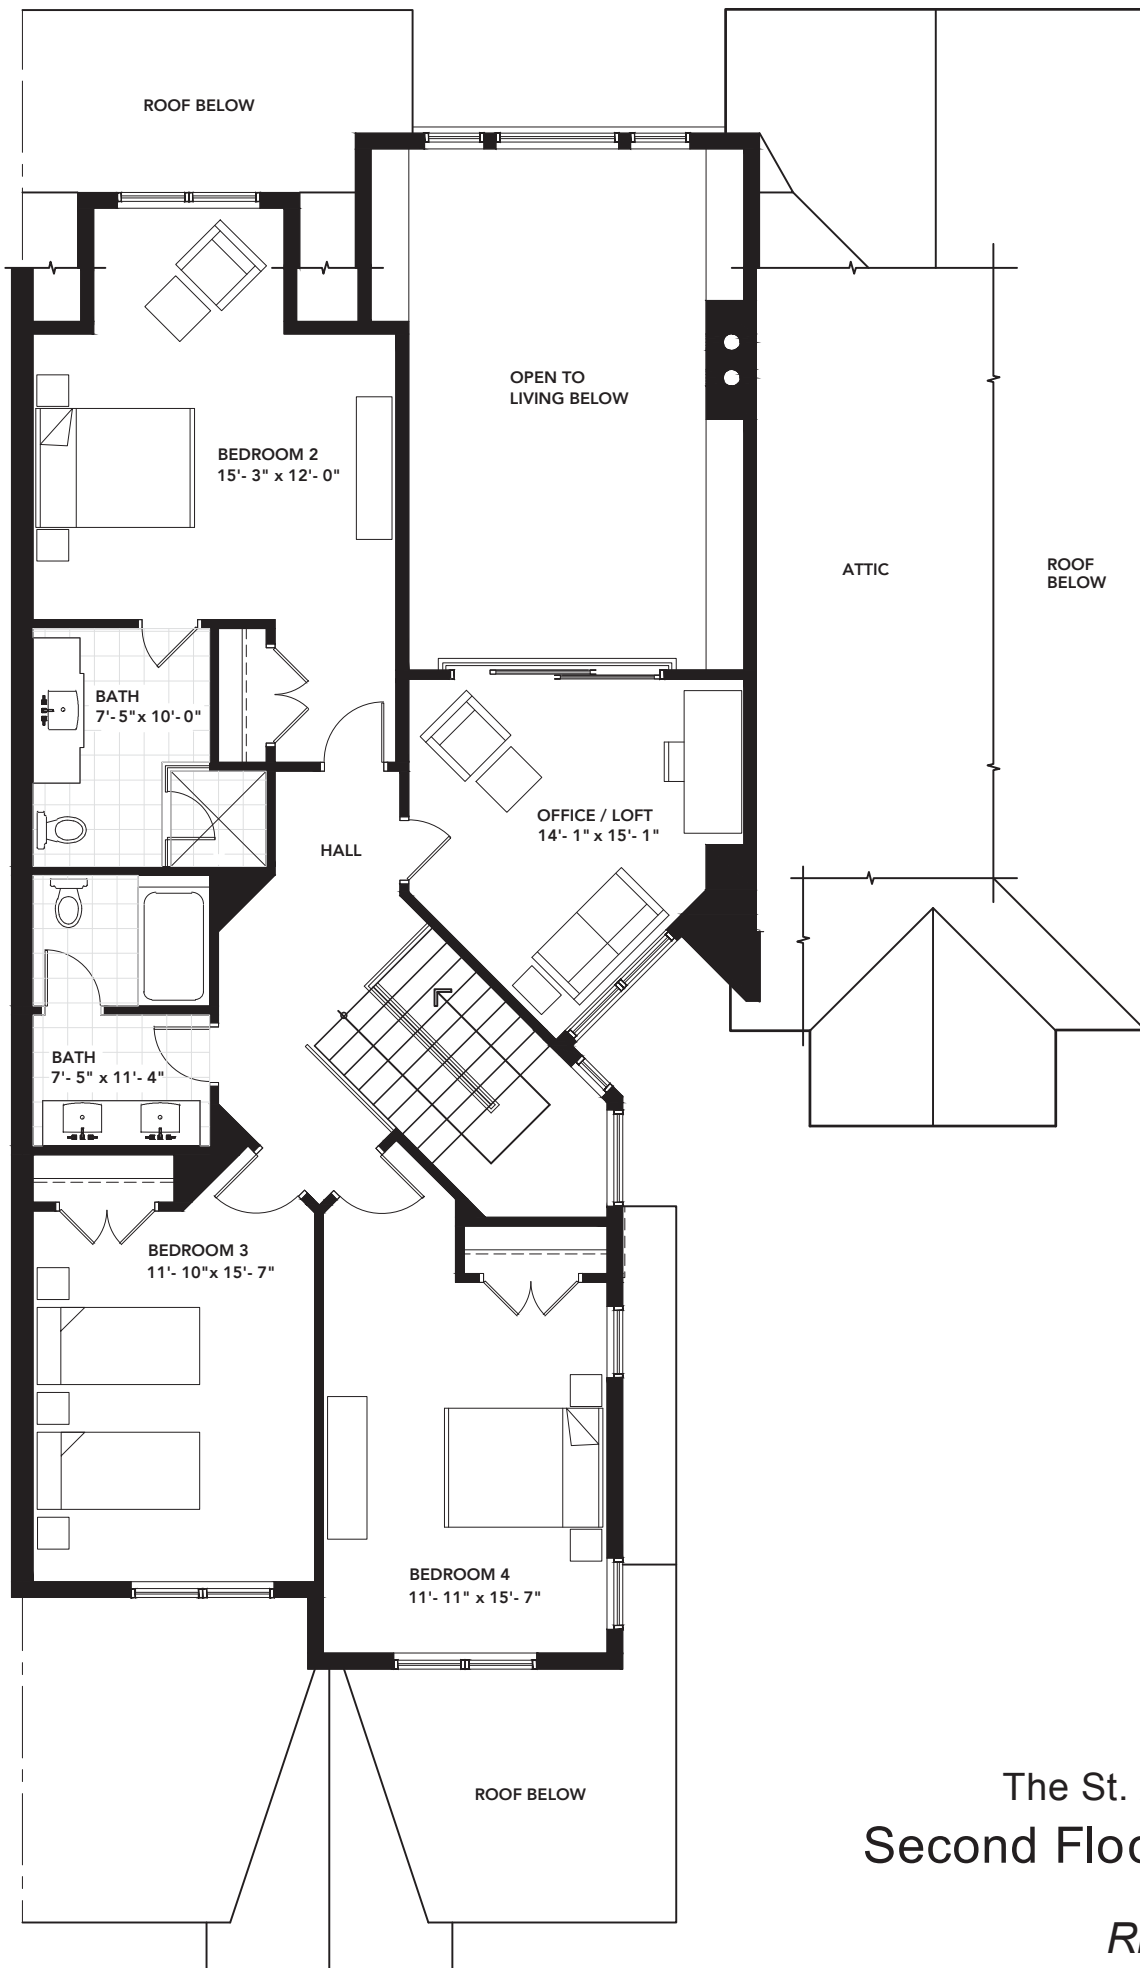 ROOF BELOW
OPEN TO
LIVING BELOW
BEDROOM 2
15'- 3" x 12'- 0"
ATTIC
ROOF
BELOW
BATH
7'- 5" x 10'- 0"
OFFICE / LOFT
14'- 1" x 15'- 1"
HALL
BATH
7'- 5" x 11'- 4"
BEDROOM 3
11'- 10" x 15'- 7"
BEDROOM 4
11'- 11" x 15'- 7"
ROOF BELOW
The St.
Second